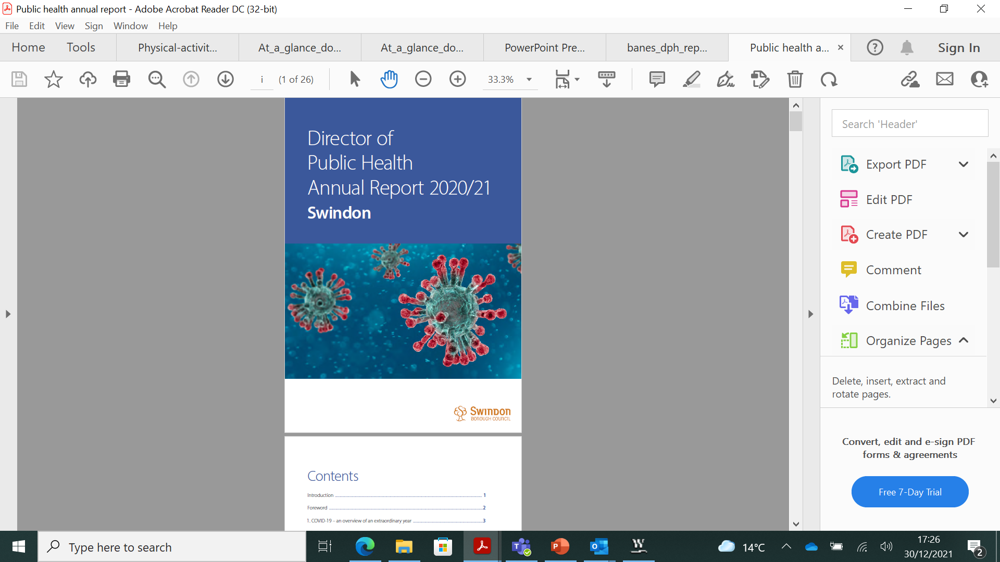 Public health annual report - Adobe Acrobat Reader DC (32-bit)
File Edit View Sign Window Help
Home Tools Physical-activit... At_a_glance_do... At_a_glance_do... PowerPoint Pre... banes_dph_rep... Public health a... Sign In
i (1 of 26) 33.3%
Director of
Public Health
Annual Report 2020/21
Swindon
SWINDON
BOROUGH COUNCIL
Contents
Introduction 1
Foreword 2
1. COVID-19 – an overview of an extraordinary year 3
Search 'Header'
Export PDF
Edit PDF
Create PDF
Comment
Combine Files
Organize Pages
Delete, insert, extract and
rotate pages.
Convert, edit and e-sign PDF
forms & agreements
Free 7-Day Trial
Type here to search
14°C
17:26
30/12/2021
2